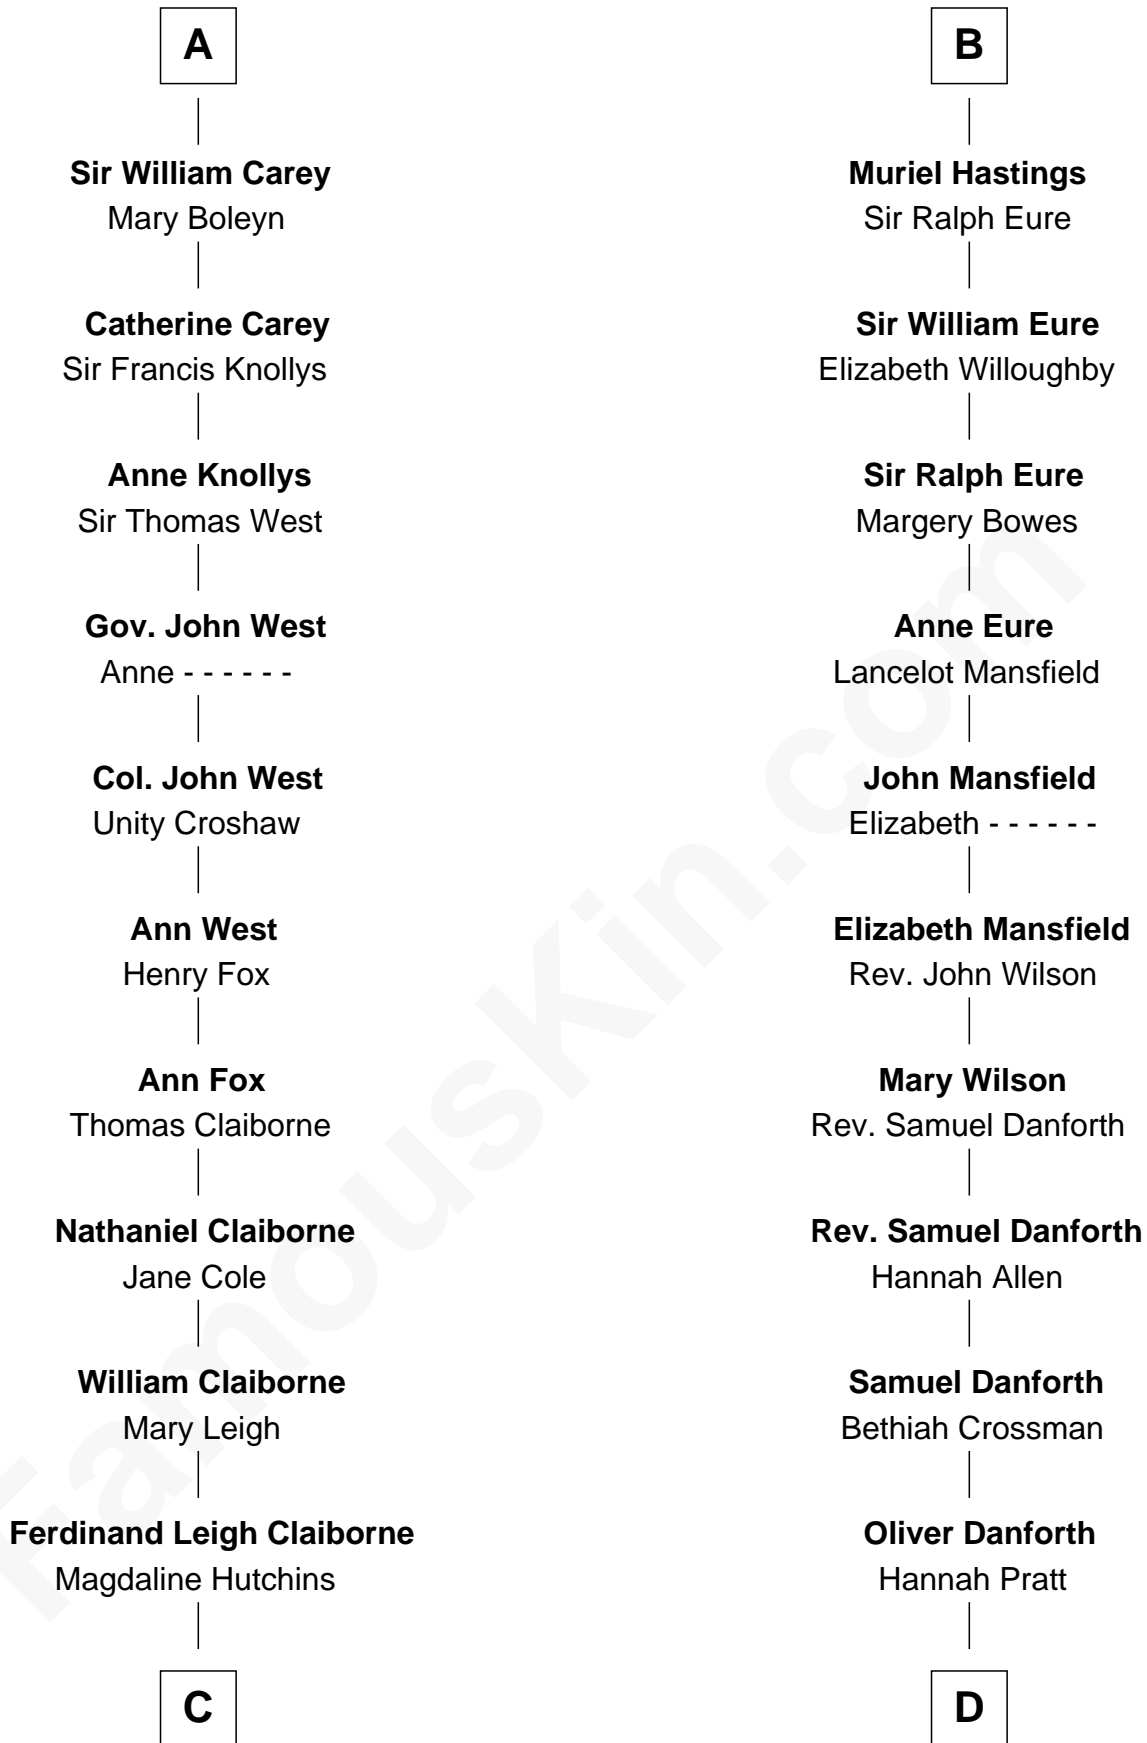 A
Sir William Carey
Mary Boleyn
Catherine Carey
Sir Francis Knollys
Anne Knollys
Sir Thomas West
Gov. John West
Anne - - - - - -
Col. John West
Unity Croshaw
Ann West
Henry Fox
Ann Fox
Thomas Claiborne
Nathaniel Claiborne
Jane Cole
William Claiborne
Mary Leigh
Ferdinand Leigh Claiborne
Magdaline Hutchins
C
B
Muriel Hastings
Sir Ralph Eure
Sir William Eure
Elizabeth Willoughby
Sir Ralph Eure
Margery Bowes
Anne Eure
Lancelot Mansfield
John Mansfield
Elizabeth - - - - - -
Elizabeth Mansfield
Rev. John Wilson
Mary Wilson
Rev. Samuel Danforth
Rev. Samuel Danforth
Hannah Allen
Samuel Danforth
Bethiah Crossman
Oliver Danforth
Hannah Pratt
D
FamousKin.com